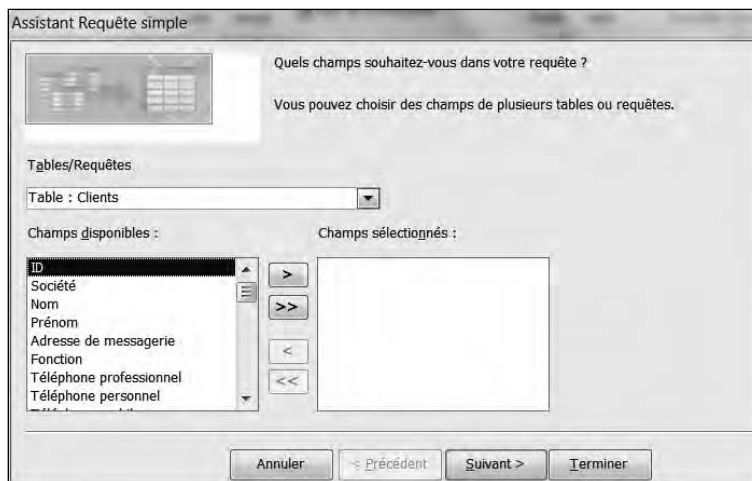 Assistant Requête simple
Quels champs souhaitez-vous dans votre requête ?
Vous pouvez choisir des champs de plusieurs tables ou requêtes.
Tables/Requêtes
Table : Clients
Champs disponibles :
Champs sélectionnés :
ID
Société
Nom
Prénom
Adresse de messagerie
Fonction
Téléphone professionnel
Téléphone personnel
>
>>
<
<<
Annuler
< Précédent
Suivant >
Terminer